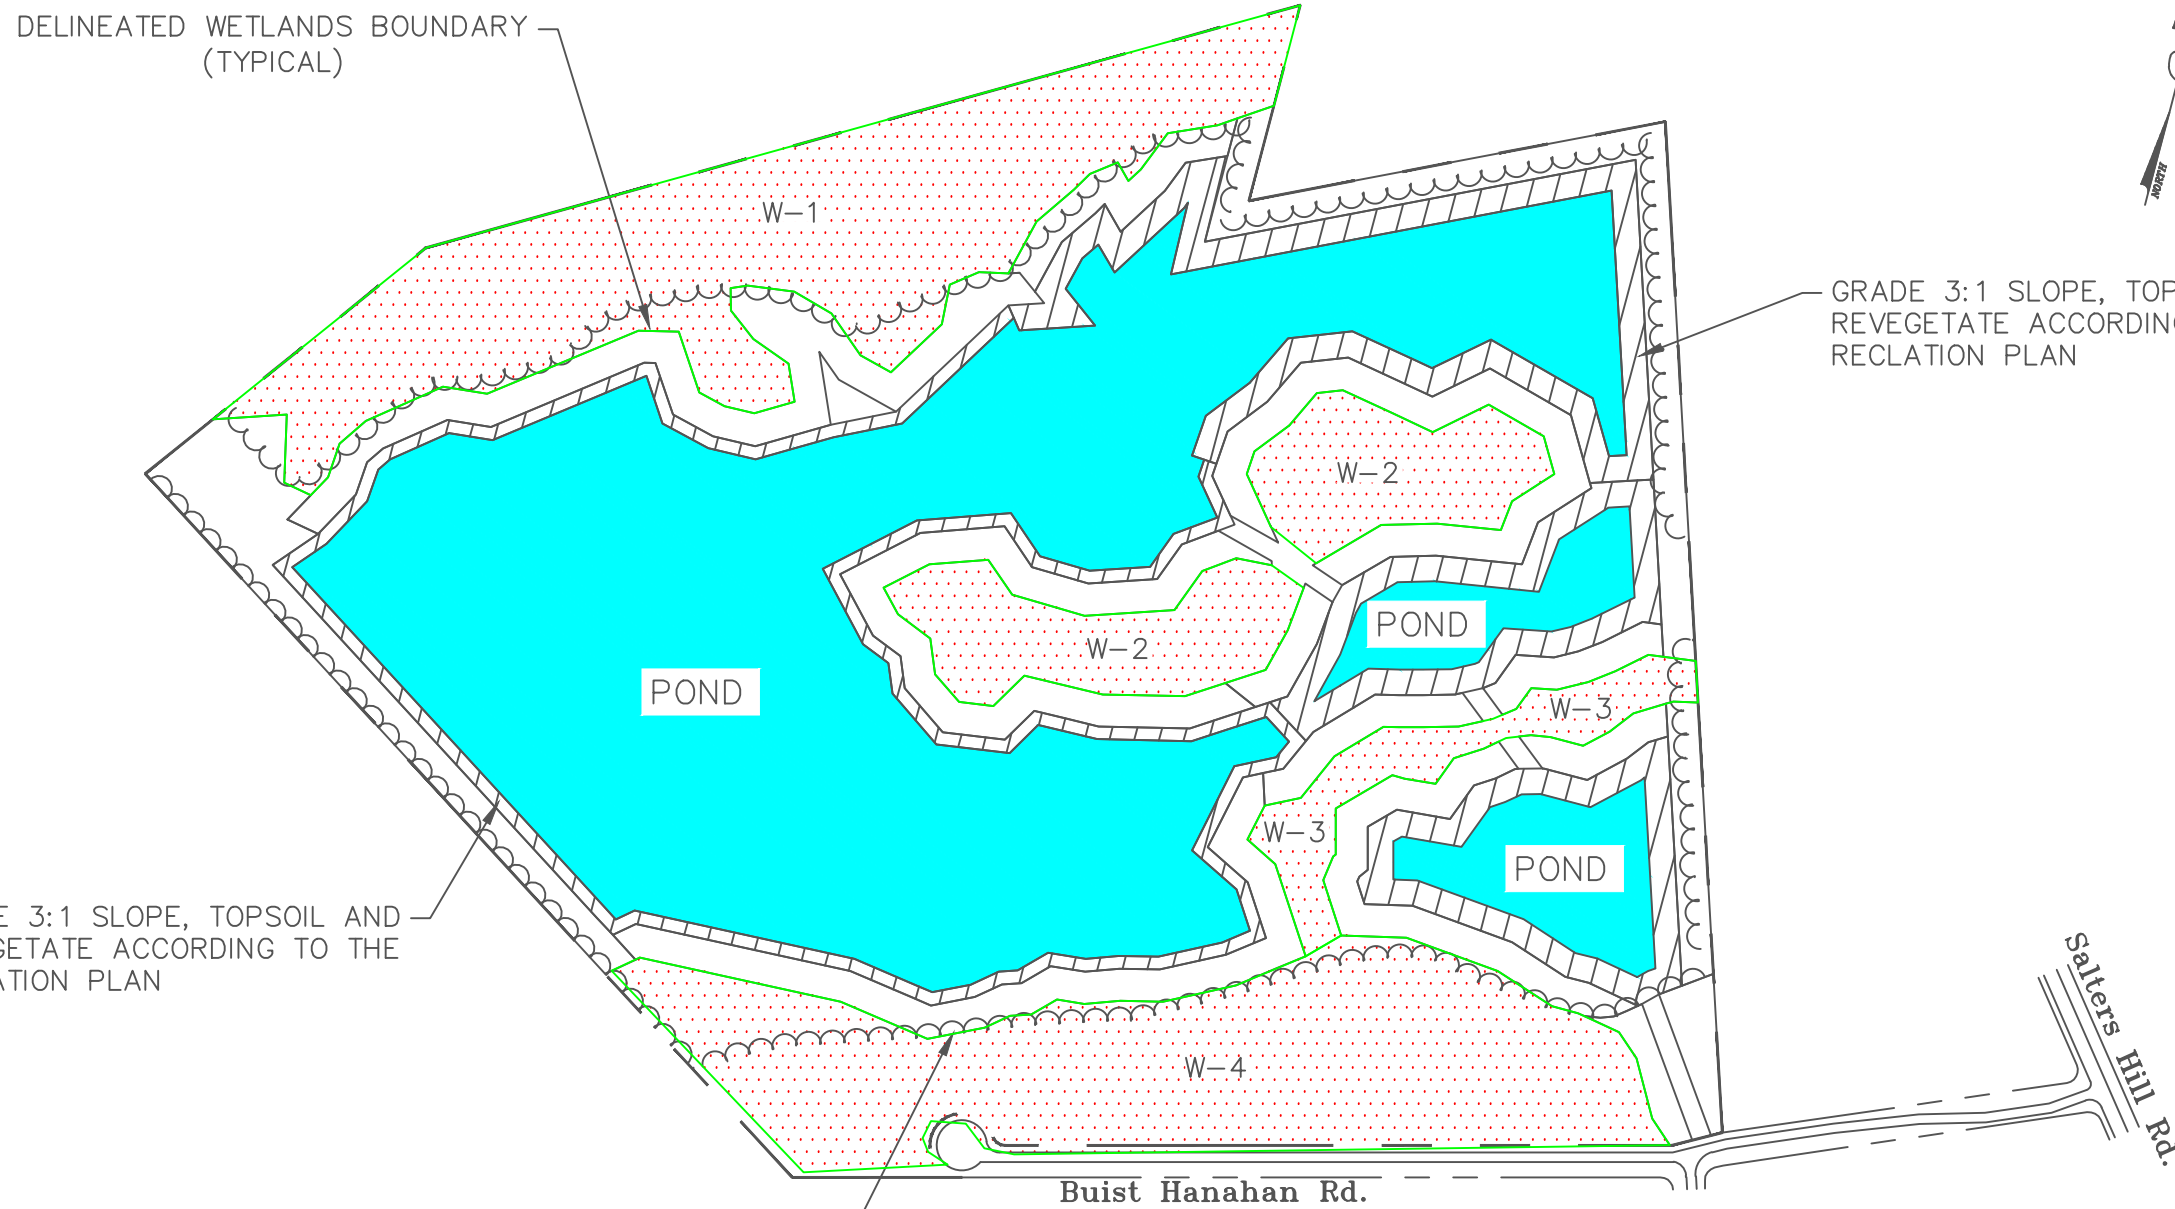 DELINEATED WETLANDS BOUNDARY
(TYPICAL)
NORTH
W-1
GRADE 3:1 SLOPE, TOP
REVEGETATE ACCORDING
RECLATION PLAN
W-2
POND
W-2
POND
W-3
W-3
POND
E 3:1 SLOPE, TOPSOIL AND
GETATE ACCORDING TO THE
ATION PLAN
W-4
Salters Hill Rd.
Buist Hanahan Rd.